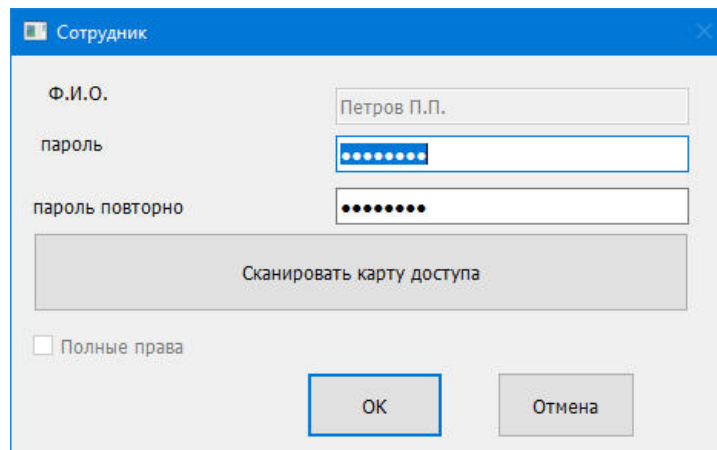 Сотрудник
Ф.И.О.
Петров П.П.
пароль
••••••••
пароль повторно
••••••••
Сканировать карту доступа
Полные права
OK
Отмена